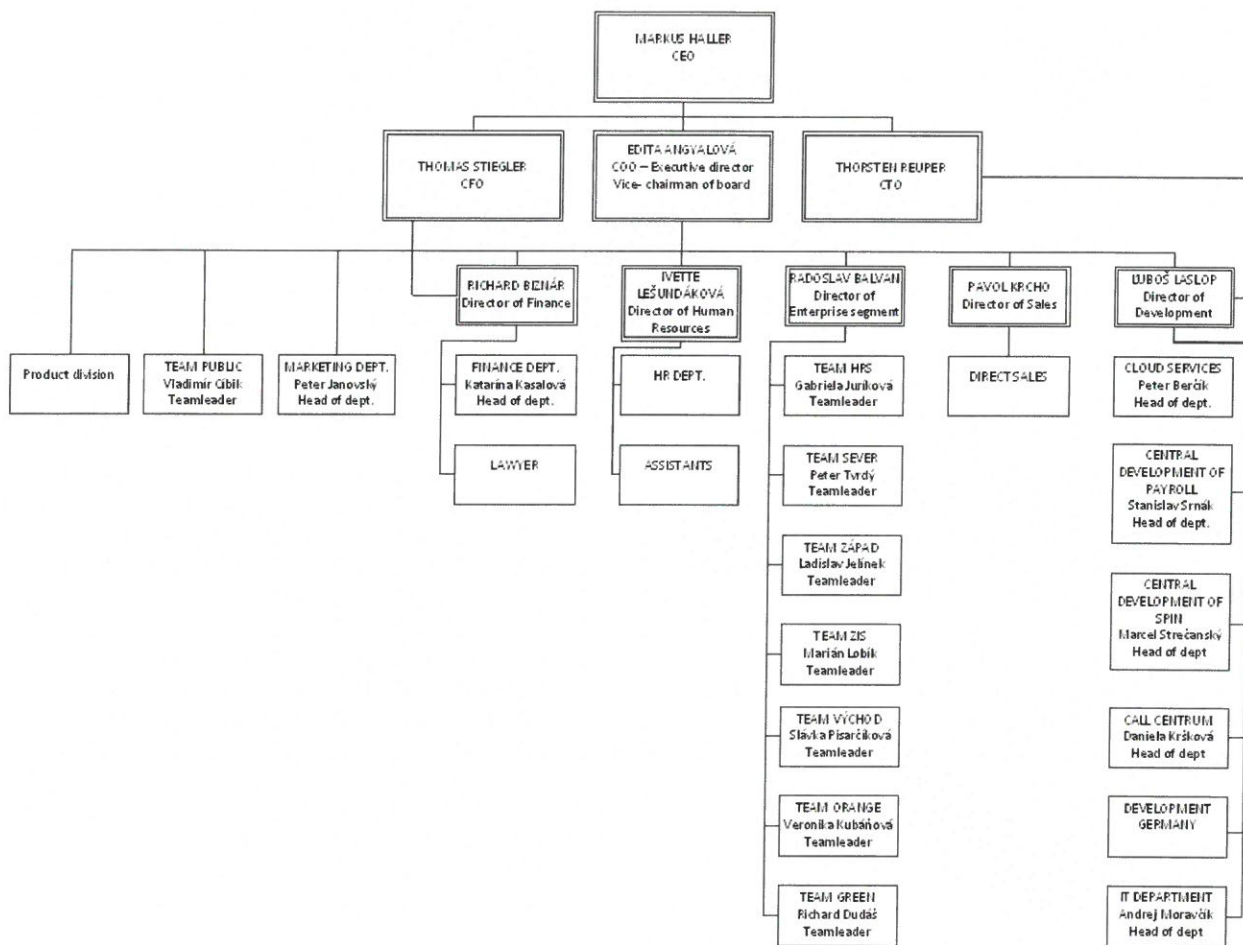 MARKUS HALLER
CEO
THOMAS STIEGLER
CFO
EDITA ANGYALOVÁ
COO – Executive director
Vice- chairman of board
THORSTEN REUPER
CTO
RICHARD BIZNÁR
Director of Finance
IVETTE
LEŠUNDÁKOVÁ
Director of Human
Resources
RADOSLAV BALVAN
Director of
Enterprise segment
PAVOL KRCHO
Director of Sales
ĽUBOŠ LASLOP
Director of
Development
Product division
TEAM PUBLIC
Vladimír Cibik
Teamleader
MARKETING DEPT.
Peter Janovský
Head of dept.
FINANCE DEPT.
Katarína Kasalová
Head of dept.
HR DEPT.
TEAM HRS
Gabriela Juríková
Teamleader
DIRECT SALES
CLOUD SERVICES
Peter Berčík
Head of dept.
LAWYER
ASSISTANTS
TEAM SEVER
Peter Tvrdý
Teamleader
CENTRAL
DEVELOPMENT OF
PAYROLL
Stanislav Srnák
Head of dept.
TEAM ZÁPAD
Ladislav Jelínek
Teamleader
CENTRAL
DEVELOPMENT OF
SPIN
Marcel Strečanský
Head of dept
TEAM ZIS
Marián Lobík
Teamleader
TEAM VÝCHOD
Slávka Pisarčíková
Teamleader
CALL CENTRUM
Daniela Kršková
Head of dept
TEAM ORANGE
Veronika Kubáňová
Teamleader
DEVELOPMENT
GERMANY
TEAM GREEN
Richard Dudáš
Teamleader
IT DEPARTMENT
Andrej Moravčík
Head of dept